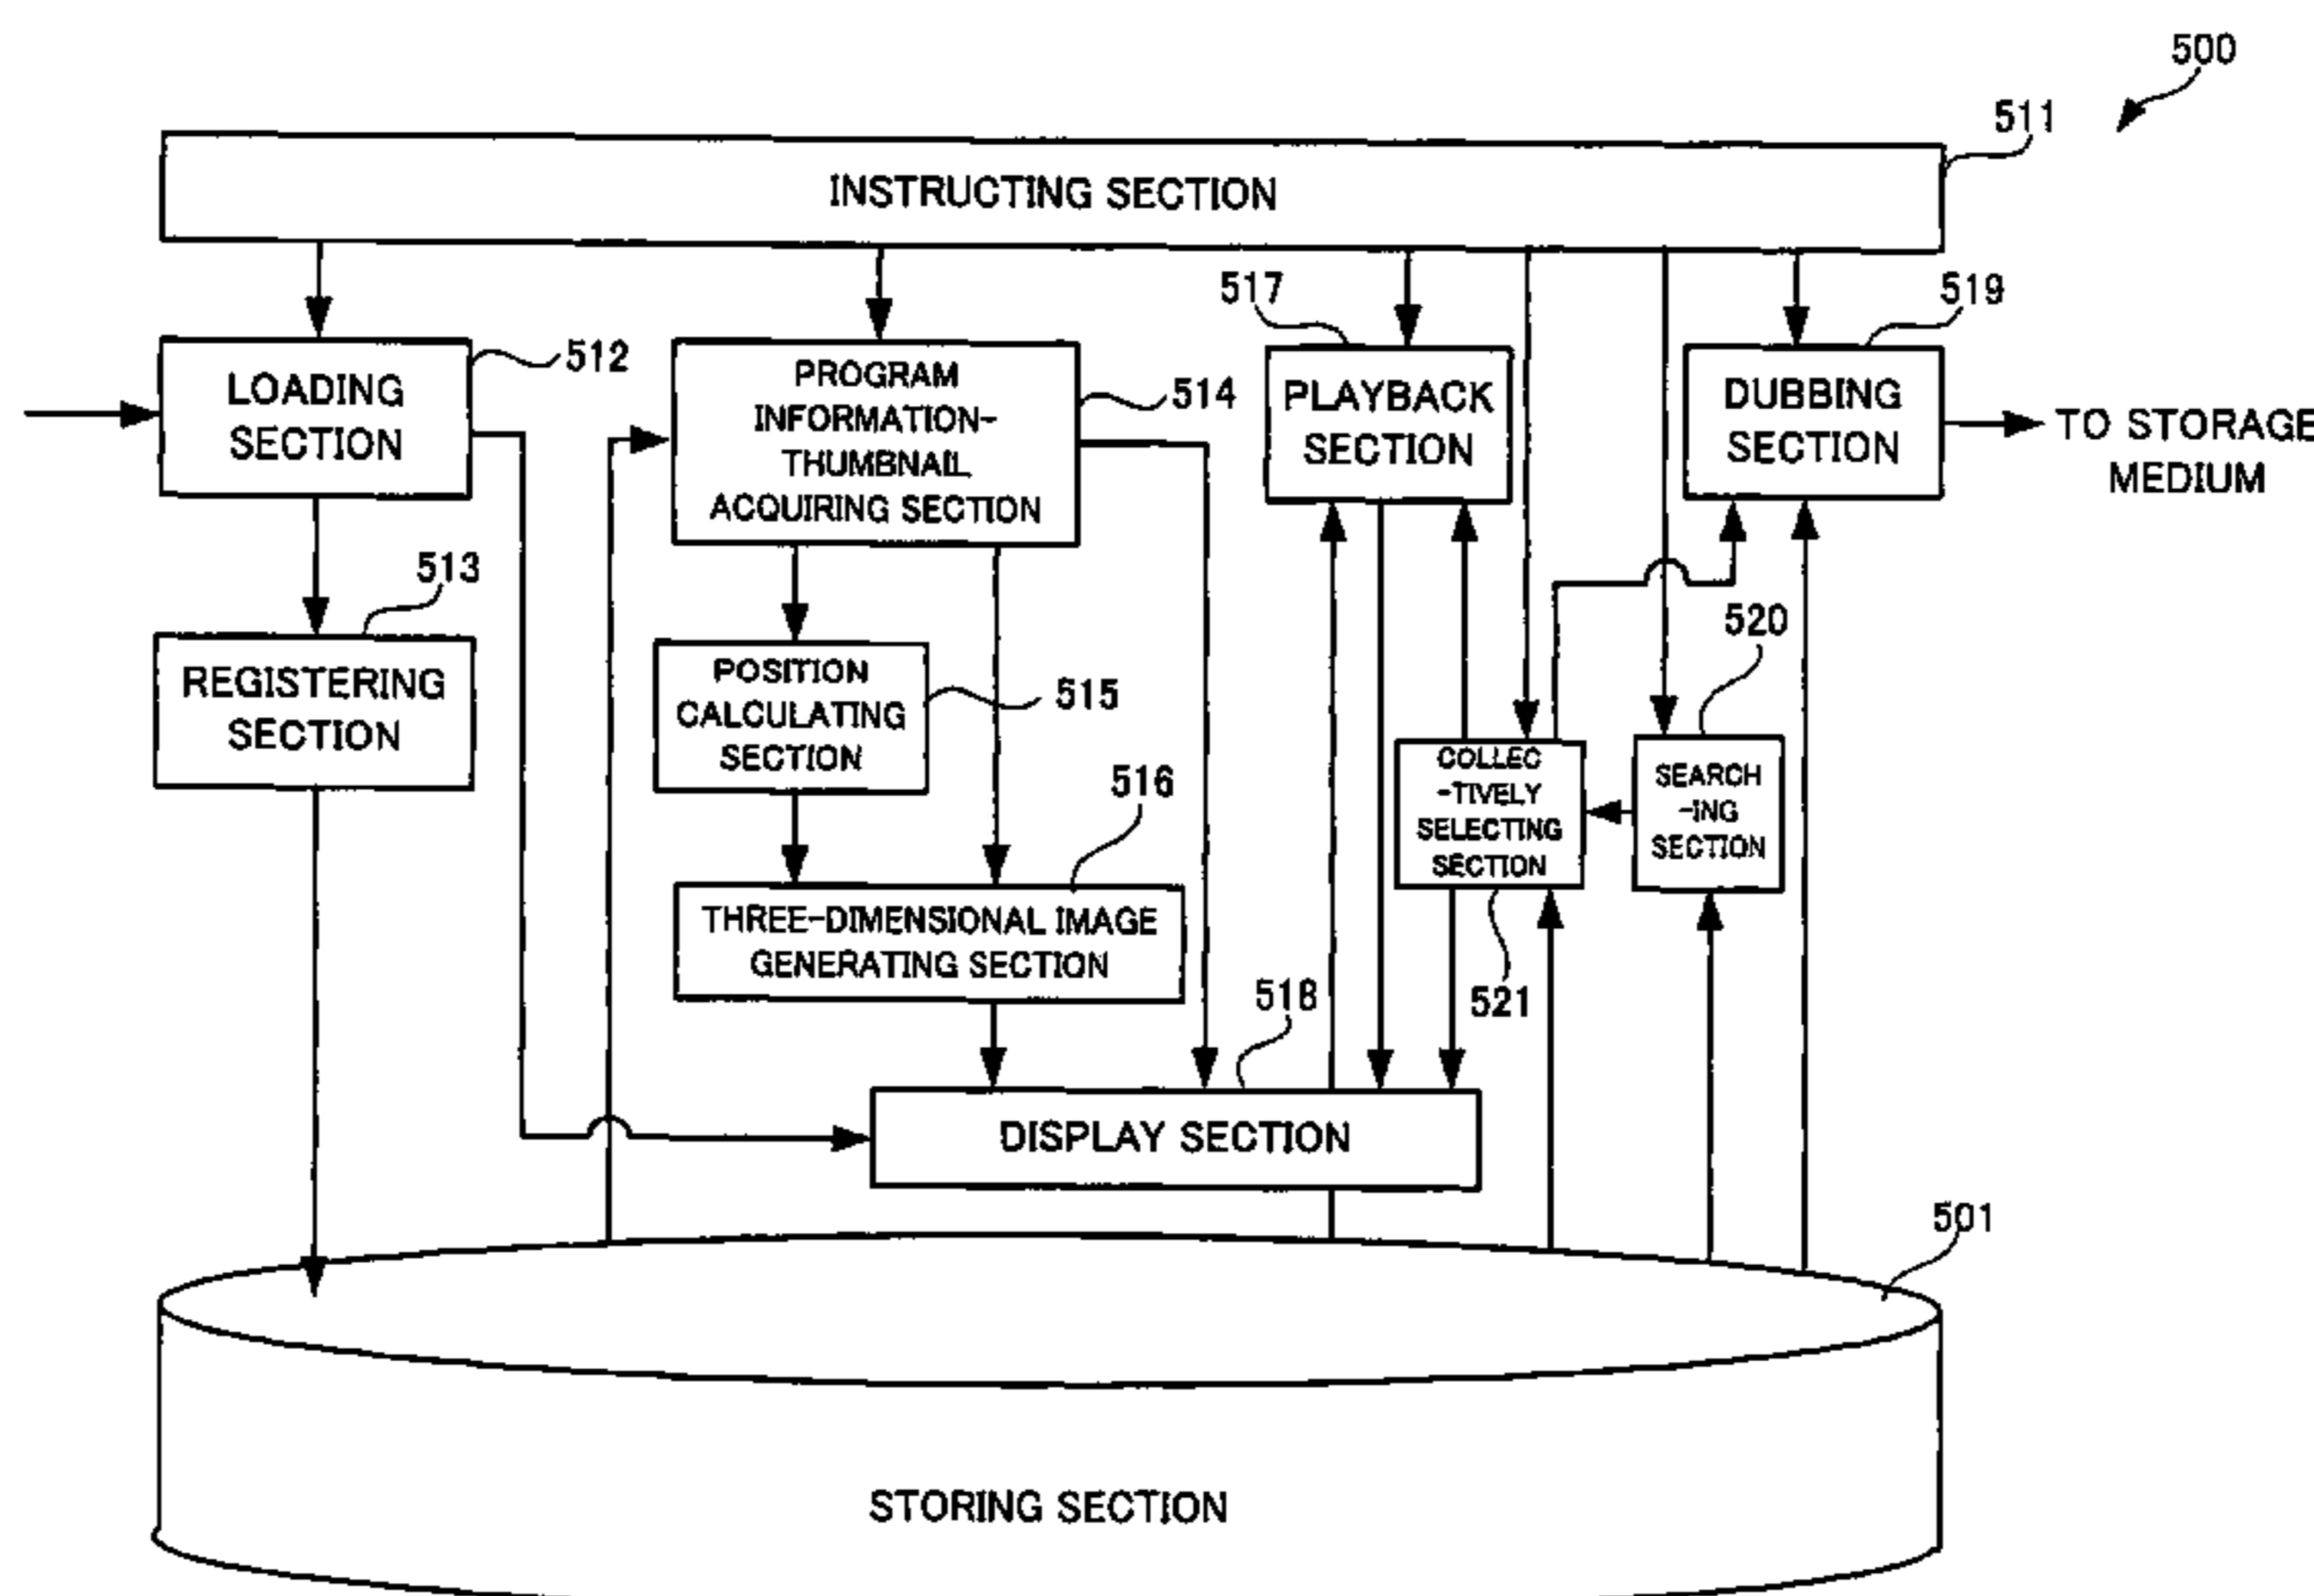 500
511
INSTRUCTING SECTION
517
519
512
LOADING
SECTION
PROGRAM
INFORMATION-
THUMBNAIL
ACQUIRING SECTION
514
PLAYBACK
SECTION
DUBBING
SECTION
TO STORAGE
MEDIUM
513
REGISTERING
SECTION
POSITION
CALCULATING
SECTION
515
520
516
COLLEC
-TIVELY
SELECTING
SECTION
SEARCH
-ING
SECTION
THREE-DIMENSIONAL IMAGE
GENERATING SECTION
518
521
DISPLAY SECTION
501
STORING SECTION